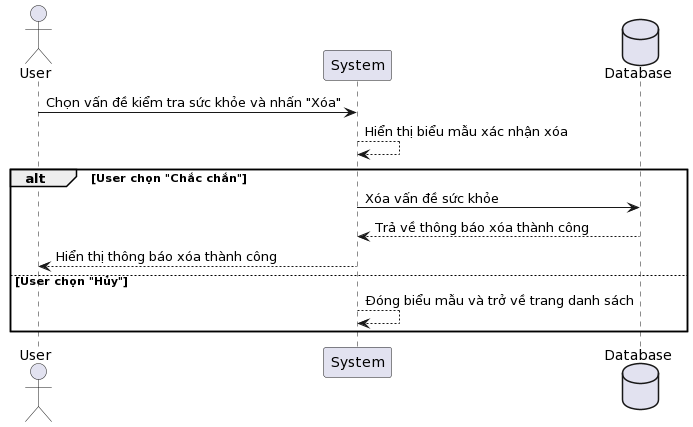 User
System
Database
Chọn vấn đề kiểm tra sức khỏe và nhấn "Xóa"
Hiển thị biểu mẫu xác nhận xóa
alt [User chọn "Chắc chắn"]
Xóa vấn đề sức khỏe
Trả về thông báo xóa thành công
Hiển thị thông báo xóa thành công
[User chọn "Hủy"]
Đóng biểu mẫu và trở về trang danh sách
User
System
Database